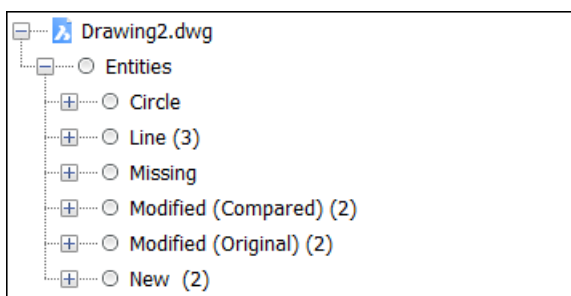 Drawing2.dwg
Entities
Circle
Line (3)
Missing
Modified (Compared) (2)
Modified (Original) (2)
New (2)